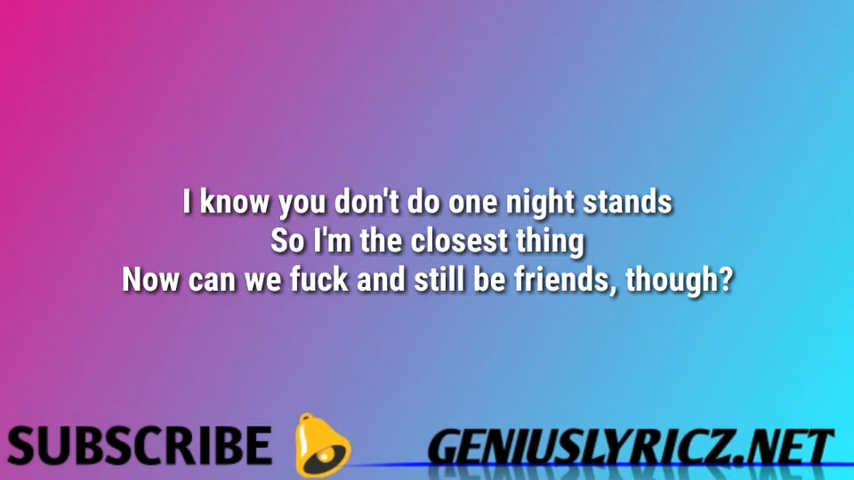 I know you don't do one night stands
So I'm the closest thing
Now can we fuck and still be friends, though?
SUBSCRIBE
GENIUSLYRICZ.NET